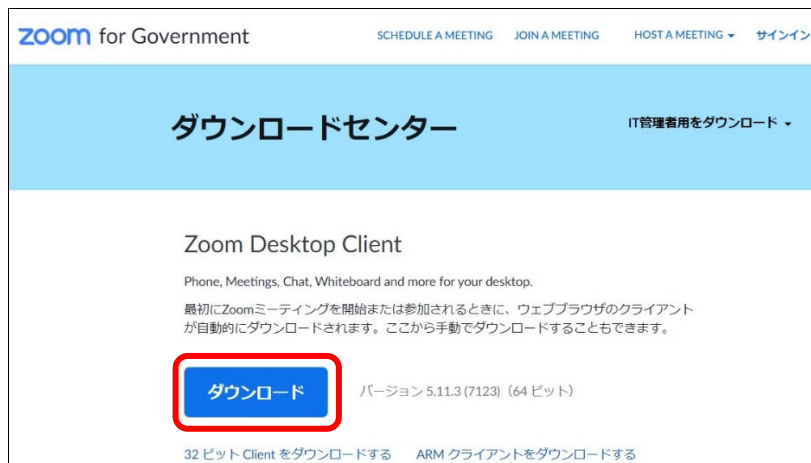 zoom for Government
SCHEDULE A MEETING JOIN A MEETING HOST A MEETING サインイン
ダウンロードセンター
IT管理者用をダウンロード
Zoom Desktop Client
Phone, Meetings, Chat, Whiteboard and more for your desktop.
最初にZoomミーティングを開始または参加されるときに、ウェブブラウザのクライアント
が自動的にダウンロードされます。ここから手動でダウンロードすることもできます。
ダウンロード バージョン 5.11.3 (7123) (64 ビット)
32 ビット Client をダウンロードする ARM クライアントをダウンロードする